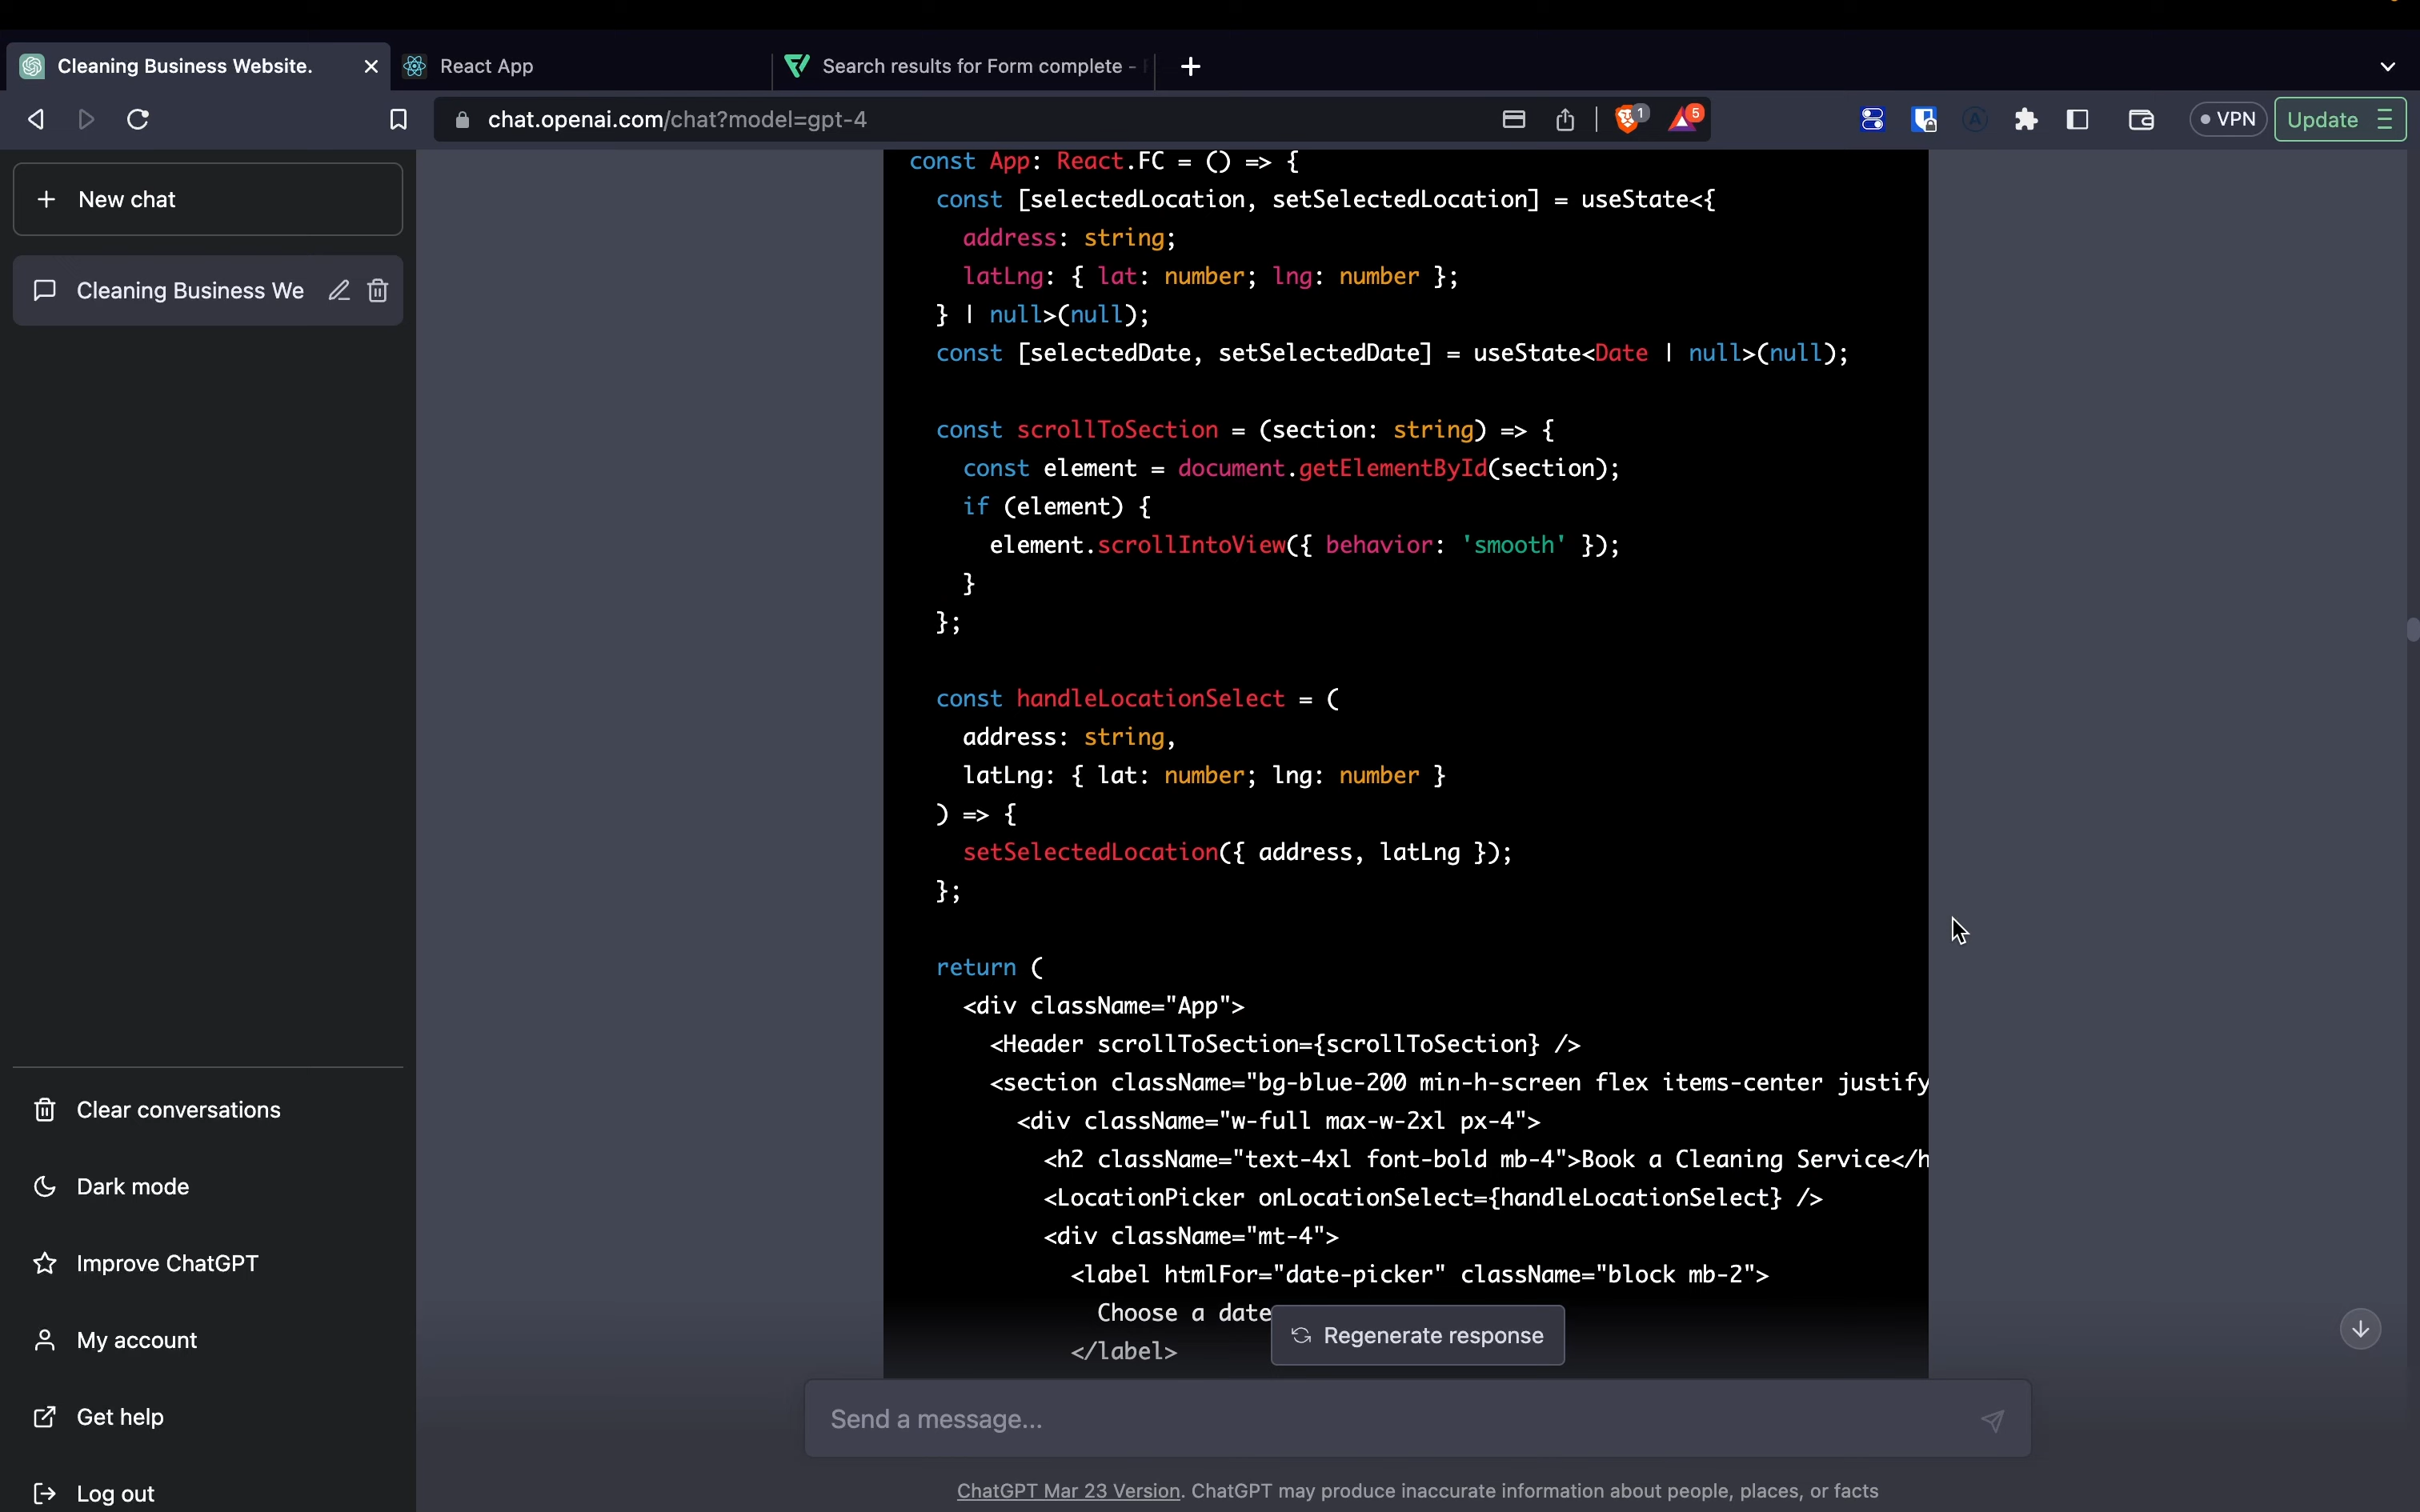 Cleaning Business Website.
React App
Search results for Form complete -
chat.openai.com/chat?model=gpt-4
1
5
VPN
Update
New chat
Cleaning Business We
Clear conversations
Dark mode
Improve ChatGPT
My account
Get help
Log out
const App: React.FC = () => {
const [selectedLocation, setSelectedLocation] = useState<{
address: string;
latLng: { lat: number; lng: number };
} | null>(null);
const [selectedDate, setSelectedDate] = useState<Date | null>(null);
const scrollToSection = (section: string) => {
const element = document.getElementById(section);
if (element) {
element.scrollIntoView({ behavior: 'smooth' });
}
};
const handleLocationSelect = (
address: string,
latLng: { lat: number; lng: number }
) => {
setSelectedLocation({ address, latLng });
};
return (
<div className="App">
<Header scrollToSection={scrollToSection} />
<section className="bg-blue-200 min-h-screen flex items-center justify
<div className="w-full max-w-2xl px-4">
<h2 className="text-4xl font-bold mb-4">Book a Cleaning Service</h
<LocationPicker onLocationSelect={handleLocationSelect} />
<div className="mt-4">
<label htmlFor="date-picker" className="block mb-2">
Choose a date
</label>
Regenerate response
Send a message...
ChatGPT Mar 23 Version. ChatGPT may produce inaccurate information about people, places, or facts